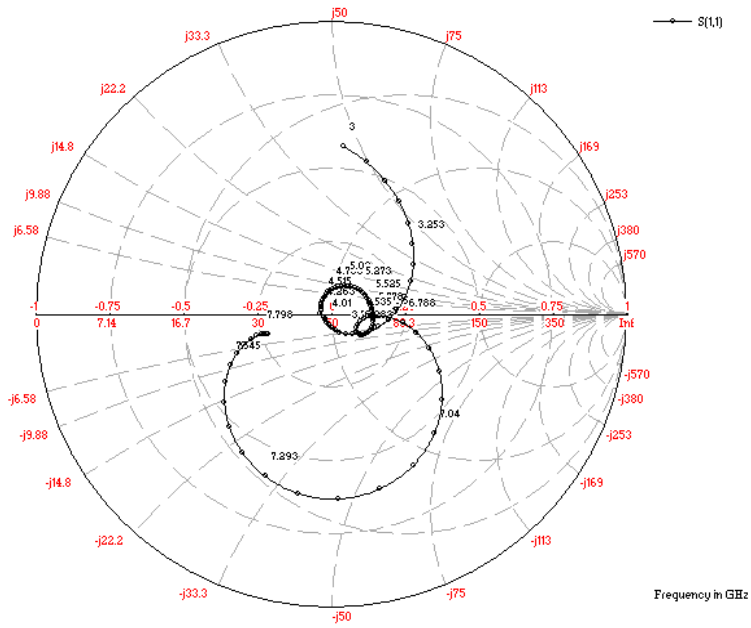 j50
S(1,1)
j33.3
j75
j22.2
j113
3
j14.8
j169
j9.88
j253
3.253
j6.58
j380
j570
5.273
4.515
5.525
4.01
6.788
-1 -0.75 -0.5 -0.25 0.5 0.75 1
7.798
0 7.14 16.7 30 150 350 Inf
-j570
-j6.58
-j380
7.04
-j9.88
-j253
7.293
-j14.8
-j169
-j22.2
-j113
-j33.3
-j75
Frequency in GHz
-j50